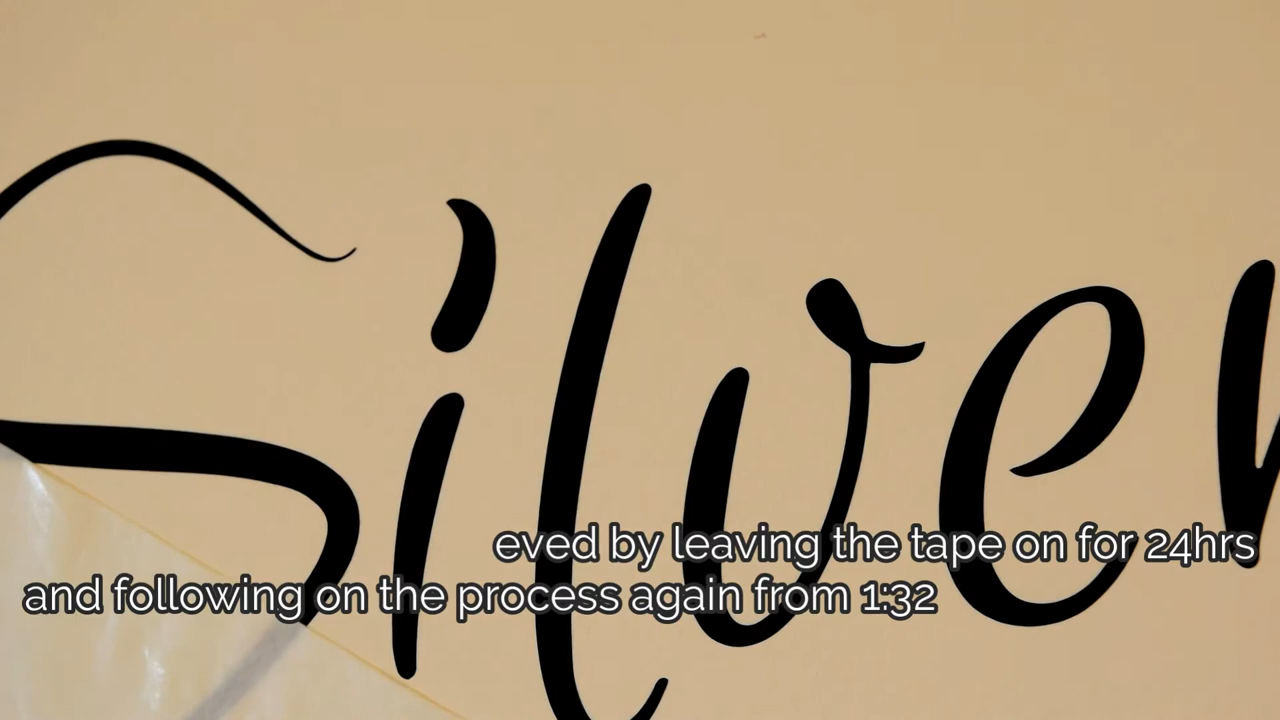 Silver
eved by leaving the tape on for 24hrs
and following on the process again from 1:32